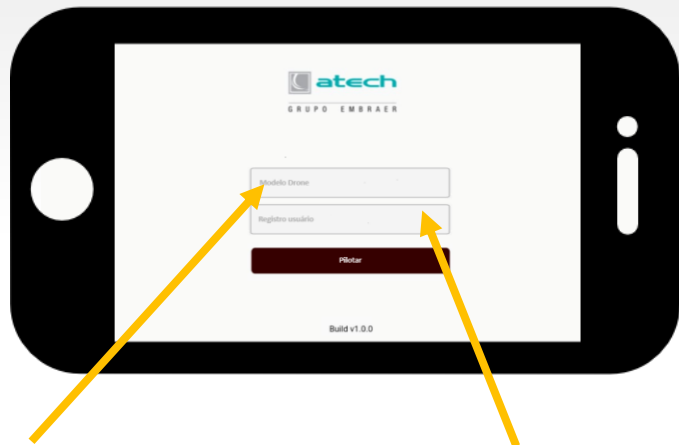 atech
GRUPO EMBRAER
Modelo Drone
Registro usuário
Pilotar
Build v1.0.0